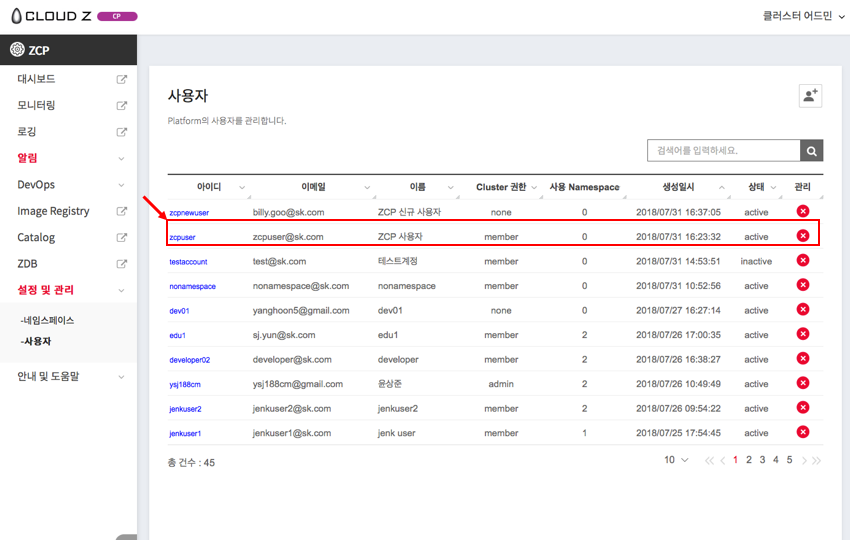 CLOUD Z CP
클러스터 어드민
ZCP
대시보드
모니터링
로깅
알림
DevOps
Image Registry
Catalog
ZDB
설정 및 관리
-네임스페이스
-사용자
안내 및 도움말
사용자
Platform의 사용자를 관리합니다.
검색어를 입력하세요.
아이디 이메일 이름 Cluster 권한 사용 Namespace 생성일시 상태 관리
zcpnewuser billy.goo@sk.com ZCP 신규 사용자 none 0 2018/07/31 16:37:05 active
zcpuser zcpuser@sk.com ZCP 사용자 member 0 2018/07/31 16:23:32 active
testaccount test@sk.com 테스트계정 member 0 2018/07/31 14:53:51 inactive
nonamespace nonamespace@sk.com nonamespace member 0 2018/07/31 10:52:56 active
dev01 yanghoon5@gmail.com dev01 none 0 2018/07/27 16:27:14 active
edu1 sj.yun@sk.com edu1 member 2 2018/07/26 17:00:35 active
developer02 developer@sk.com developer member 2 2018/07/26 16:38:27 active
ysj188cm ysj188cm@gmail.com 윤상준 admin 2 2018/07/26 10:49:49 active
jenkuser2 jenkuser2@sk.com jenkuser2 member 2 2018/07/26 09:54:22 active
jenkuser1 jenkuser1@sk.com jenk user member 1 2018/07/25 17:54:45 active
총 건수 : 45
10 1 2 3 4 5